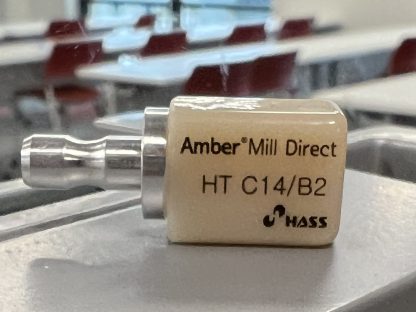 Amber® Mill Direct
HT C14/B2
HASS